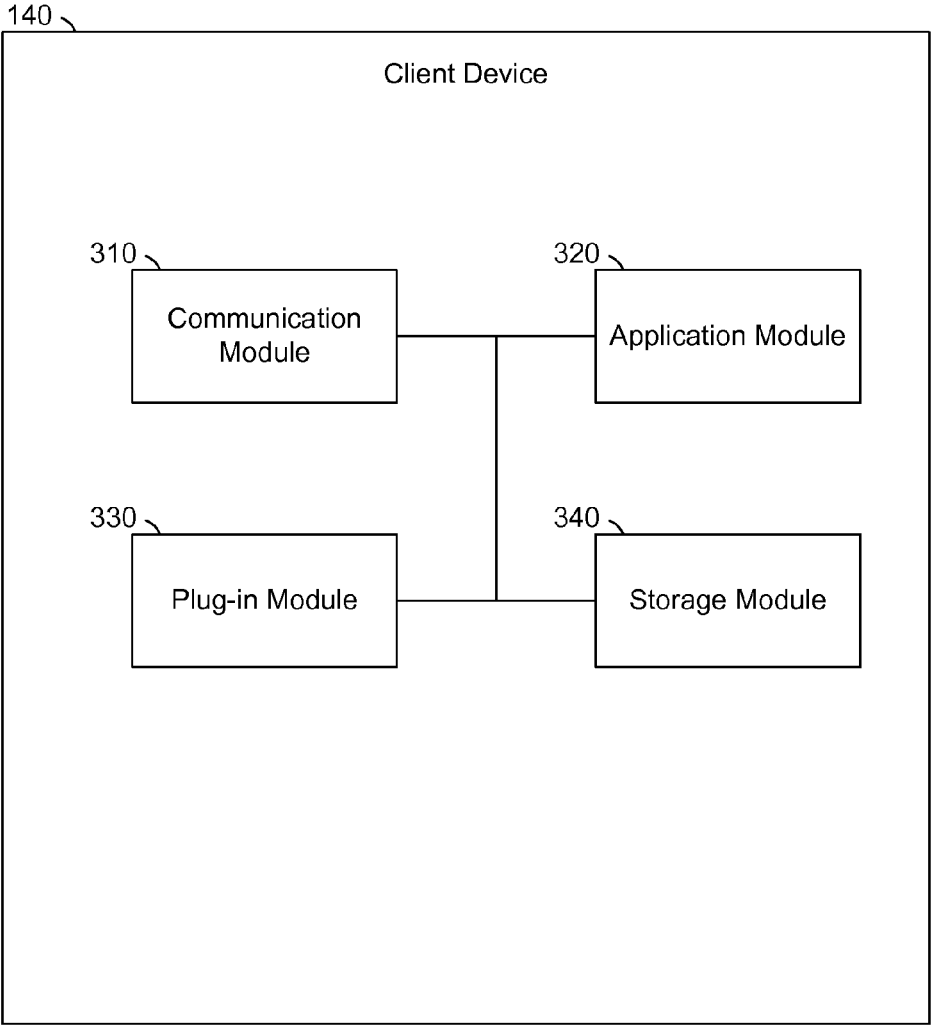 140
Client Device
310
320
Communication
Module
Application Module
330
340
Plug-in Module
Storage Module